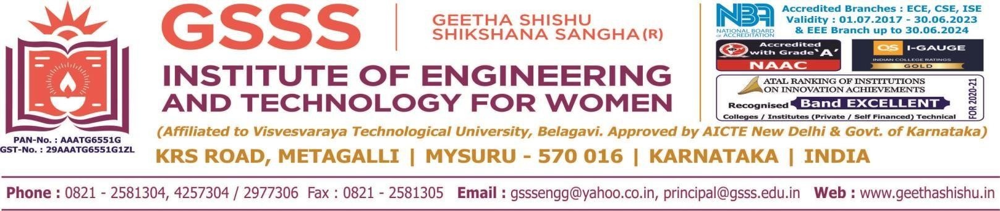 GSSS
GEETHA SHISHU
SHIKSHANA SANGHA (R)
INSTITUTE OF ENGINEERING
AND TECHNOLOGY FOR WOMEN
NBA
NATIONAL BOARD
OF ACCREDITATION
Accredited Branches : ECE, CSE, ISE
Validity : 01.07.2017 - 30.06.2023
& EEE Branch up to 30.06.2024
Accredited
with Grade 'A'
NAAC
QS I-GAUGE
INDIAN COLLEGE RATINGS
GOLD
ATAL RANKING OF INSTITUTIONS
ON INNOVATION ACHIEVEMENTS
Recognised Band EXCELLENT
Colleges / Institutes (Private / Self Financed) Technical
FOR 2020-21
PAN-No. : AAATG6551G
GST-No. : 29AAATG6551G1ZL
(Affiliated to Visvesvaraya Technological University, Belagavi. Approved by AICTE New Delhi & Govt. of Karnataka)
KRS ROAD, METAGALLI | MYSURU - 570 016 | KARNATAKA | INDIA
Phone : 0821 - 2581304, 4257304 / 2977306 Fax : 0821 - 2581305 Email : gsssengg@yahoo.co.in, principal@gsss.edu.in Web : www.geethashishu.in